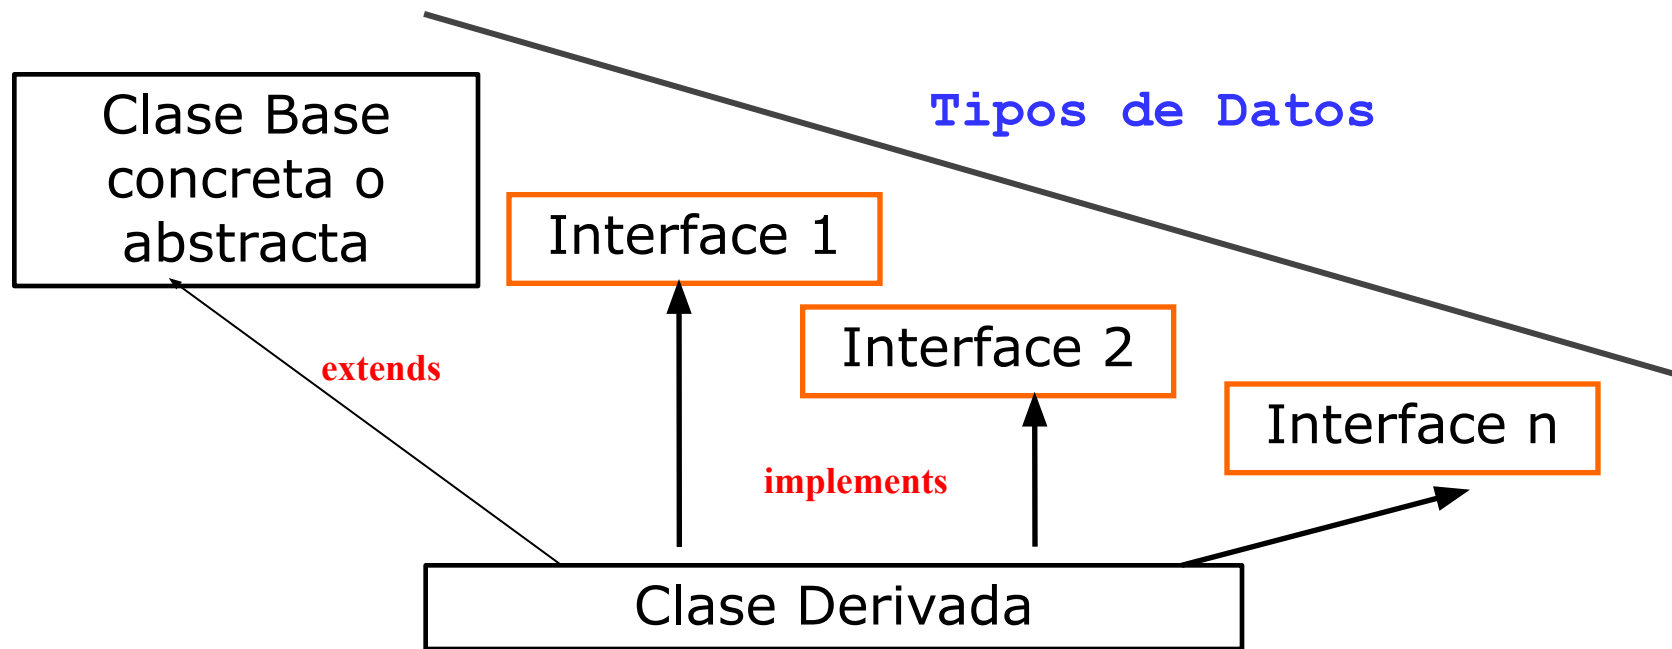 Tipos de Datos
Clase Base
concreta o
abstracta
Interface 1
Interface 2
Interface n
extends
implements
Clase Derivada